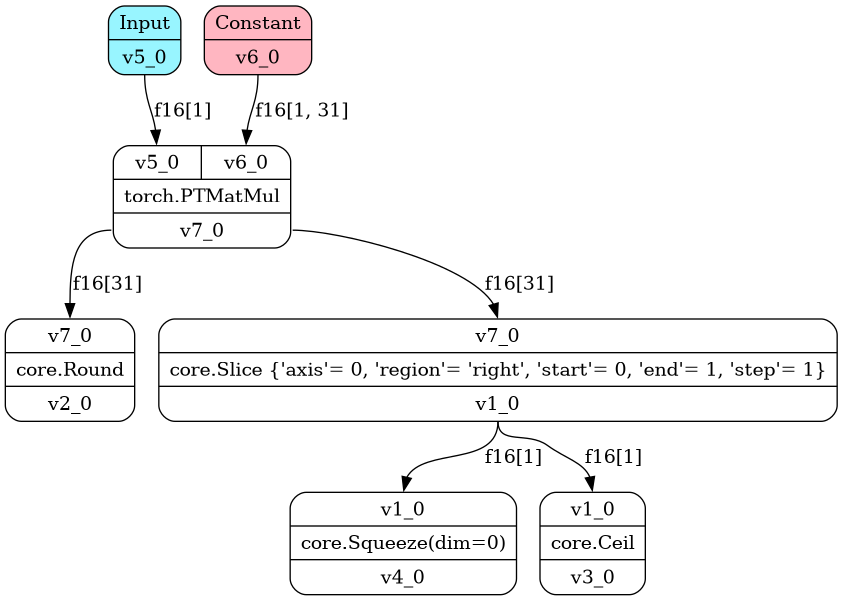 Input
v5_0
Constant
v6_0
f16[1]
f16[1, 31]
v5_0
v6_0
torch.PTMatMul
v7_0
f16[31]
f16[31]
v7_0
core.Round
v2_0
v7_0
core.Slice {'axis'= 0, 'region'= 'right', 'start'= 0, 'end'= 1, 'step'= 1}
v1_0
f16[1]
f16[1]
v1_0
core.Squeeze(dim=0)
v4_0
v1_0
core.Ceil
v3_0